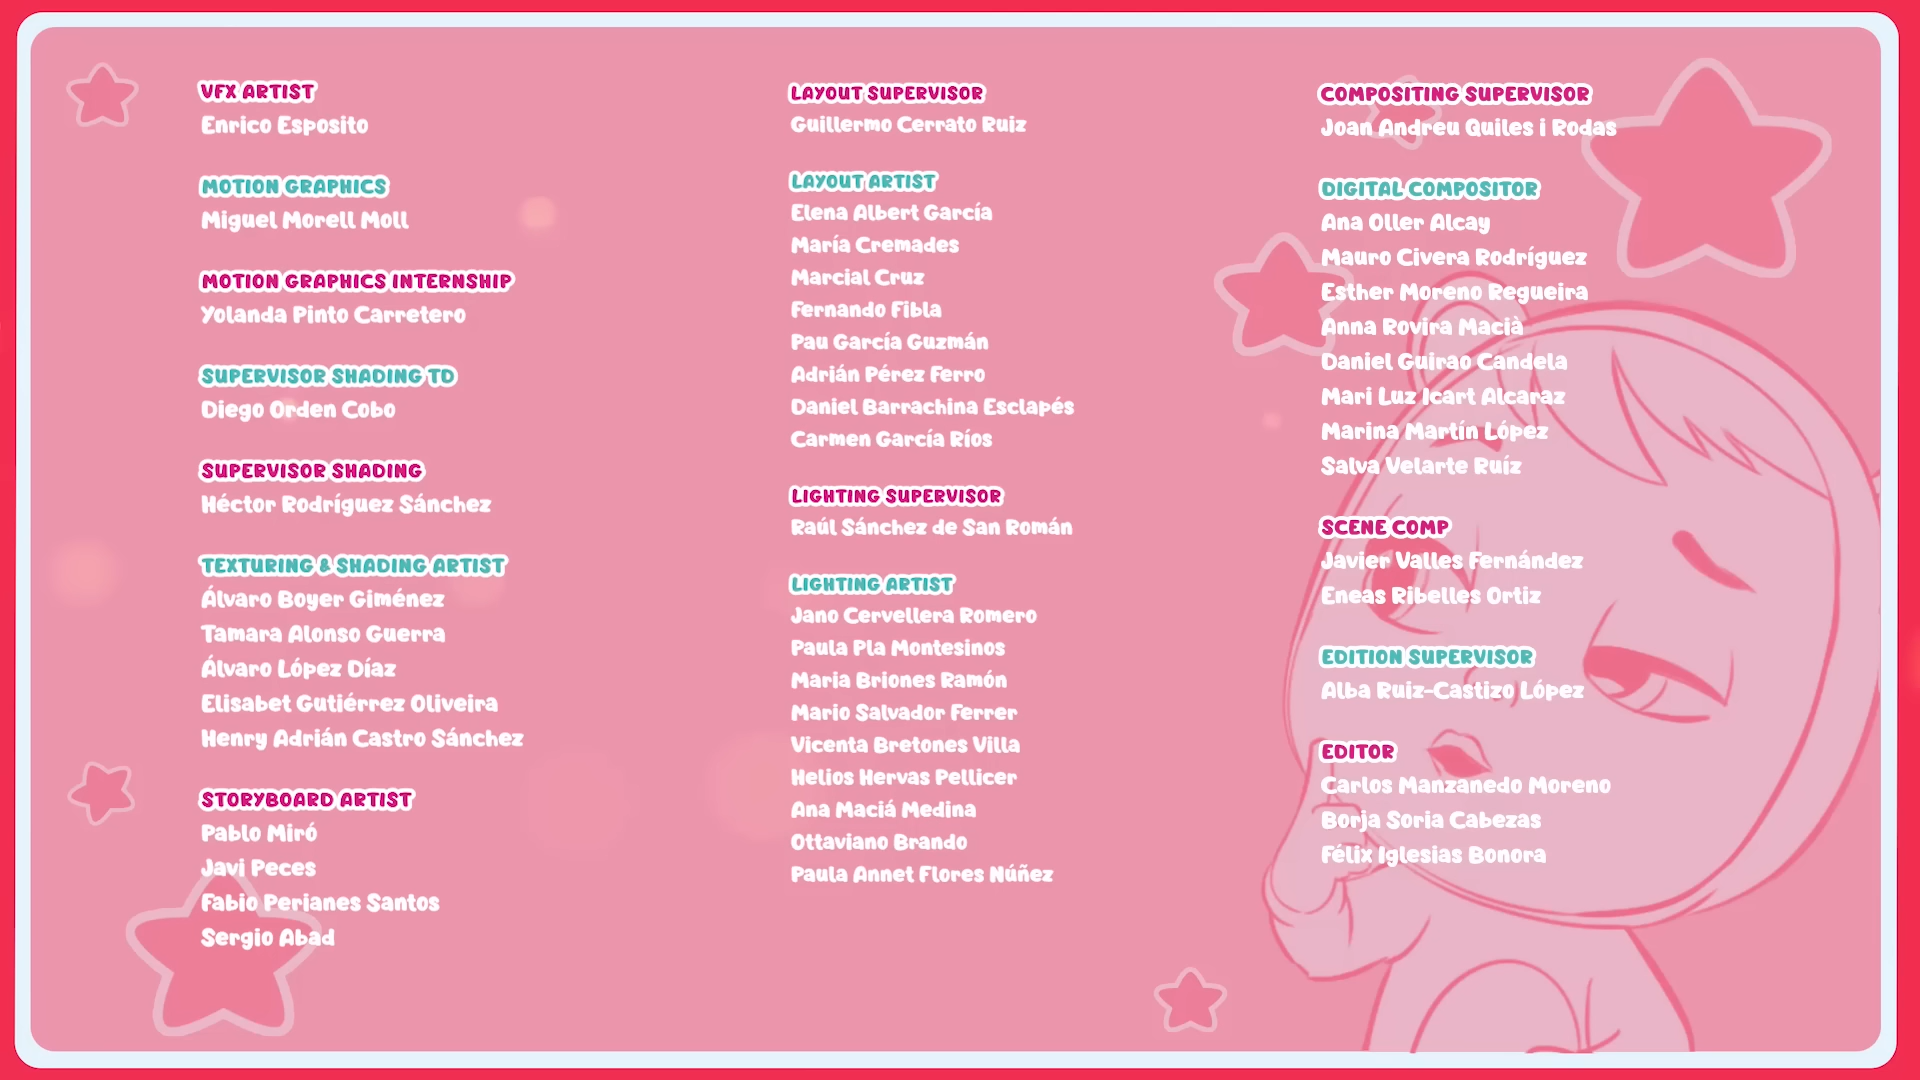 VFX ARTIST
Enrico Esposito
MOTION GRAPHICS
Miguel Morell Moll
MOTION GRAPHICS INTERNSHIP
Yolanda Pinto Carretero
SUPERVISOR SHADING TD
Diego Orden Cobo
SUPERVISOR SHADING
Héctor Rodríguez Sánchez
TEXTURING & SHADING ARTIST
Álvaro Boyer Giménez
Tamara Alonso Guerra
Álvaro López Díaz
Elisabet Gutiérrez Oliveira
Henry Adrián Castro Sánchez
STORYBOARD ARTIST
Pablo Miró
Javi Peces
Fabio Perianes Santos
Sergio Abad
LAYOUT SUPERVISOR
Guillermo Cerrato Ruiz
LAYOUT ARTIST
Elena Albert García
María Cremades
Marcial Cruz
Fernando Fibla
Pau García Guzmán
Adrián Pérez Ferro
Daniel Barrachina Esclapés
Carmen García Ríos
LIGHTING SUPERVISOR
Raúl Sánchez de San Román
LIGHTING ARTIST
Jano Cervellera Romero
Paula Pla Montesinos
Maria Briones Ramón
Mario Salvador Ferrer
Vicenta Bretones Villa
Helios Hervas Pellicer
Ana Maciá Medina
Ottaviano Brando
Paula Annet Flores Núñez
COMPOSITING SUPERVISOR
Joan Andreu Quiles i Rodas
DIGITAL COMPOSITOR
Ana Oller Alcay
Mauro Civera Rodríguez
Esther Moreno Regueira
Anna Rovira Macià
Daniel Guirao Candela
Mari Luz Icart Alcaraz
Marina Martín López
Salva Velarte Ruíz
SCENE COMP
Javier Valles Fernández
Eneas Ribelles Ortiz
EDITION SUPERVISOR
Alba Ruiz-Castizo López
EDITOR
Carlos Manzanedo Moreno
Borja Soria Cabezas
Félix Iglesias Bonora